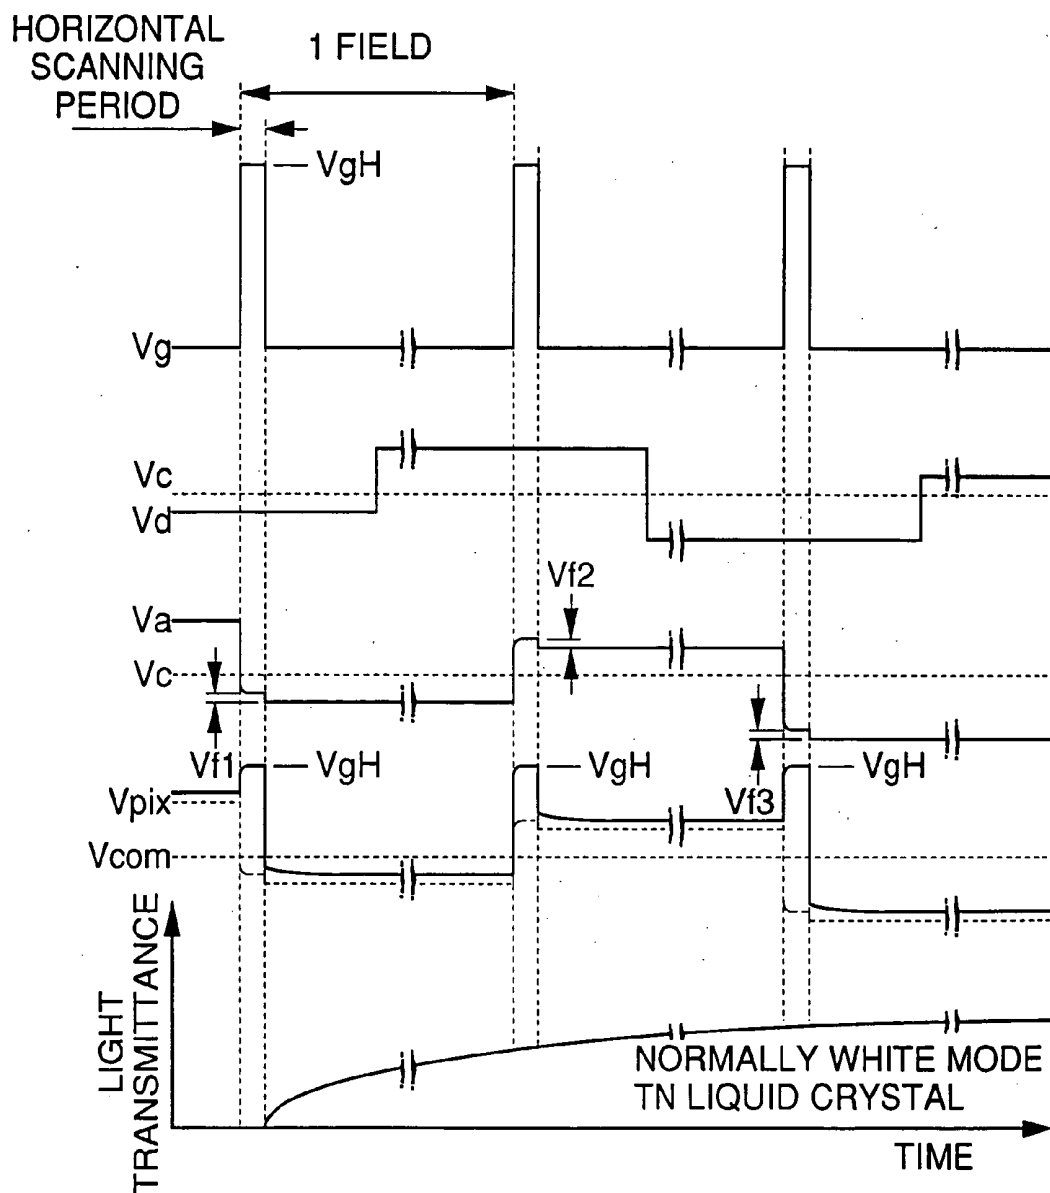 HORIZONTAL
SCANNING
PERIOD
1 FIELD
VgH
Vg
Vc
Vd
Vf2
Va
Vc
Vf1
VgH
VgH
VgH
Vf3
Vpix
Vcom
LIGHT
TRANSMITTANCE
NORMALLY WHITE MODE
TN LIQUID CRYSTAL
TIME